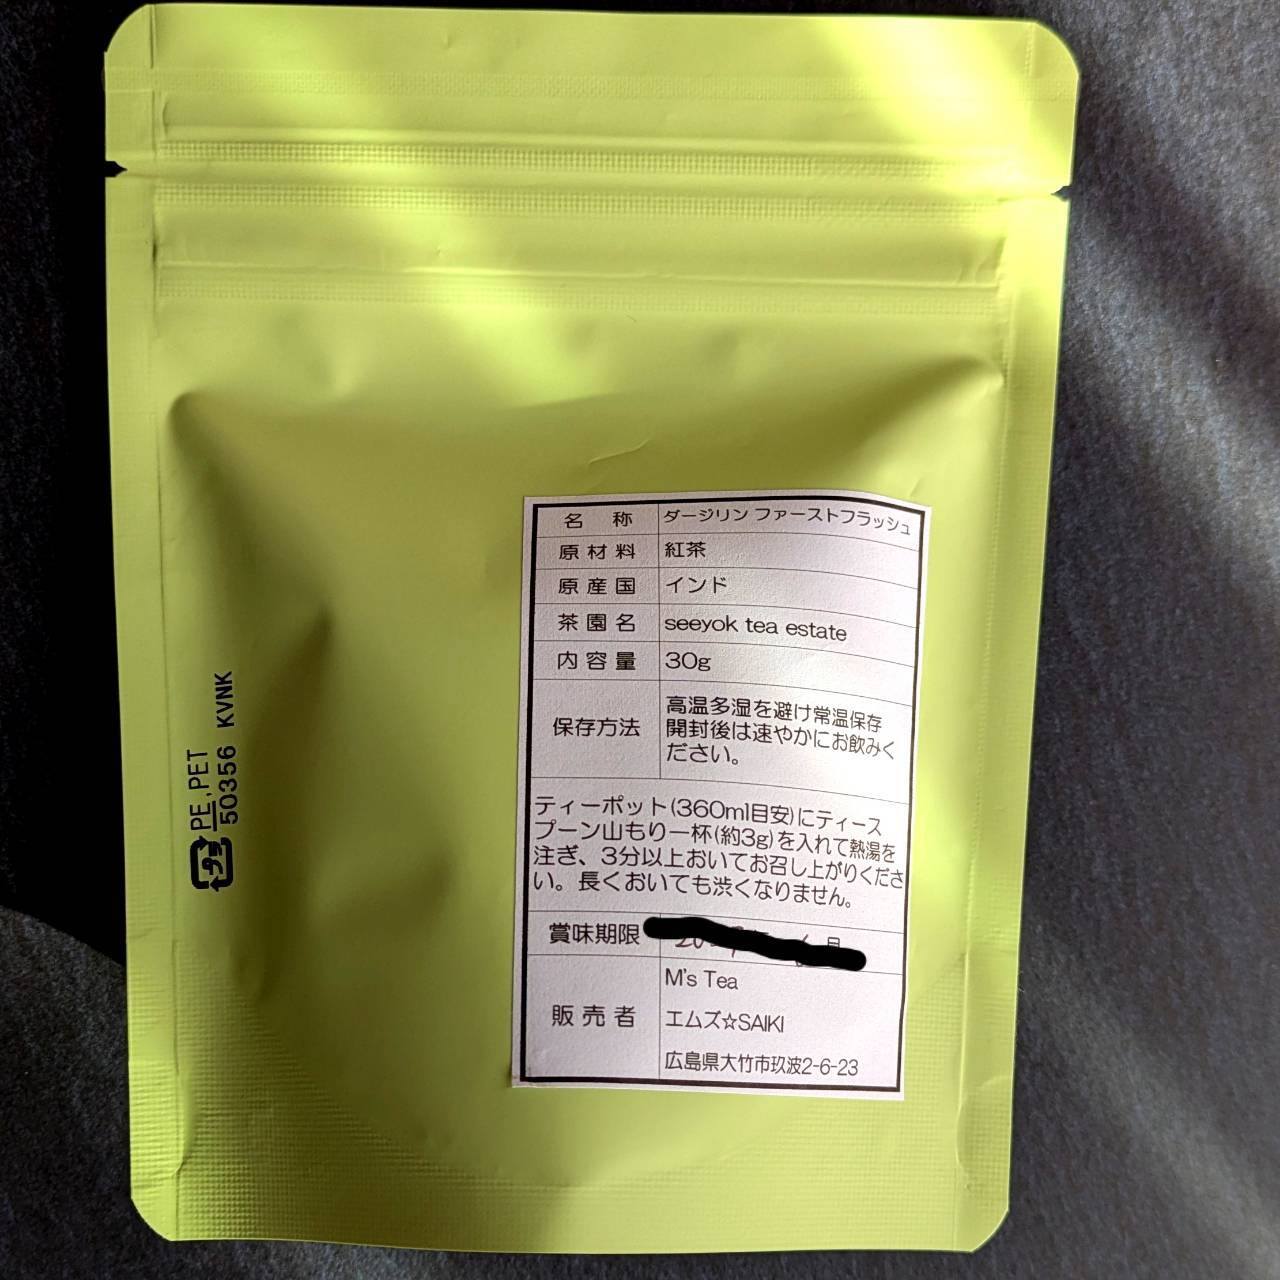 名称 ダージリン ファーストフラッシュ
原材料 紅茶
原産国 インド
茶園名 seeyok tea estate
内容量 30g
保存方法 高温多湿を避け常温保存
開封後は速やかにお飲みく
ださい。
ティーポット(360ml目安)にティース
プーン山もり一杯(約3g)を入れて熱湯を
注ぎ、3分以上おいてお召し上がりくださ
い。長くおいても渋くなりません。
賞味期限 月
販売者 M's Tea
エムズ☆SAIKI
広島県大竹市玖波2-6-23
プラ PE,PET
50356 KVNK